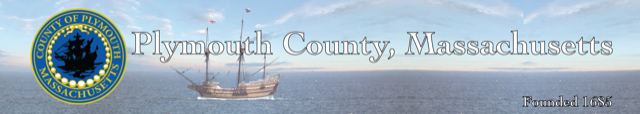 COUNTY OF PLYMOUTH
MASSACHUSETTS
Plymouth County, Massachusetts
Founded 1685